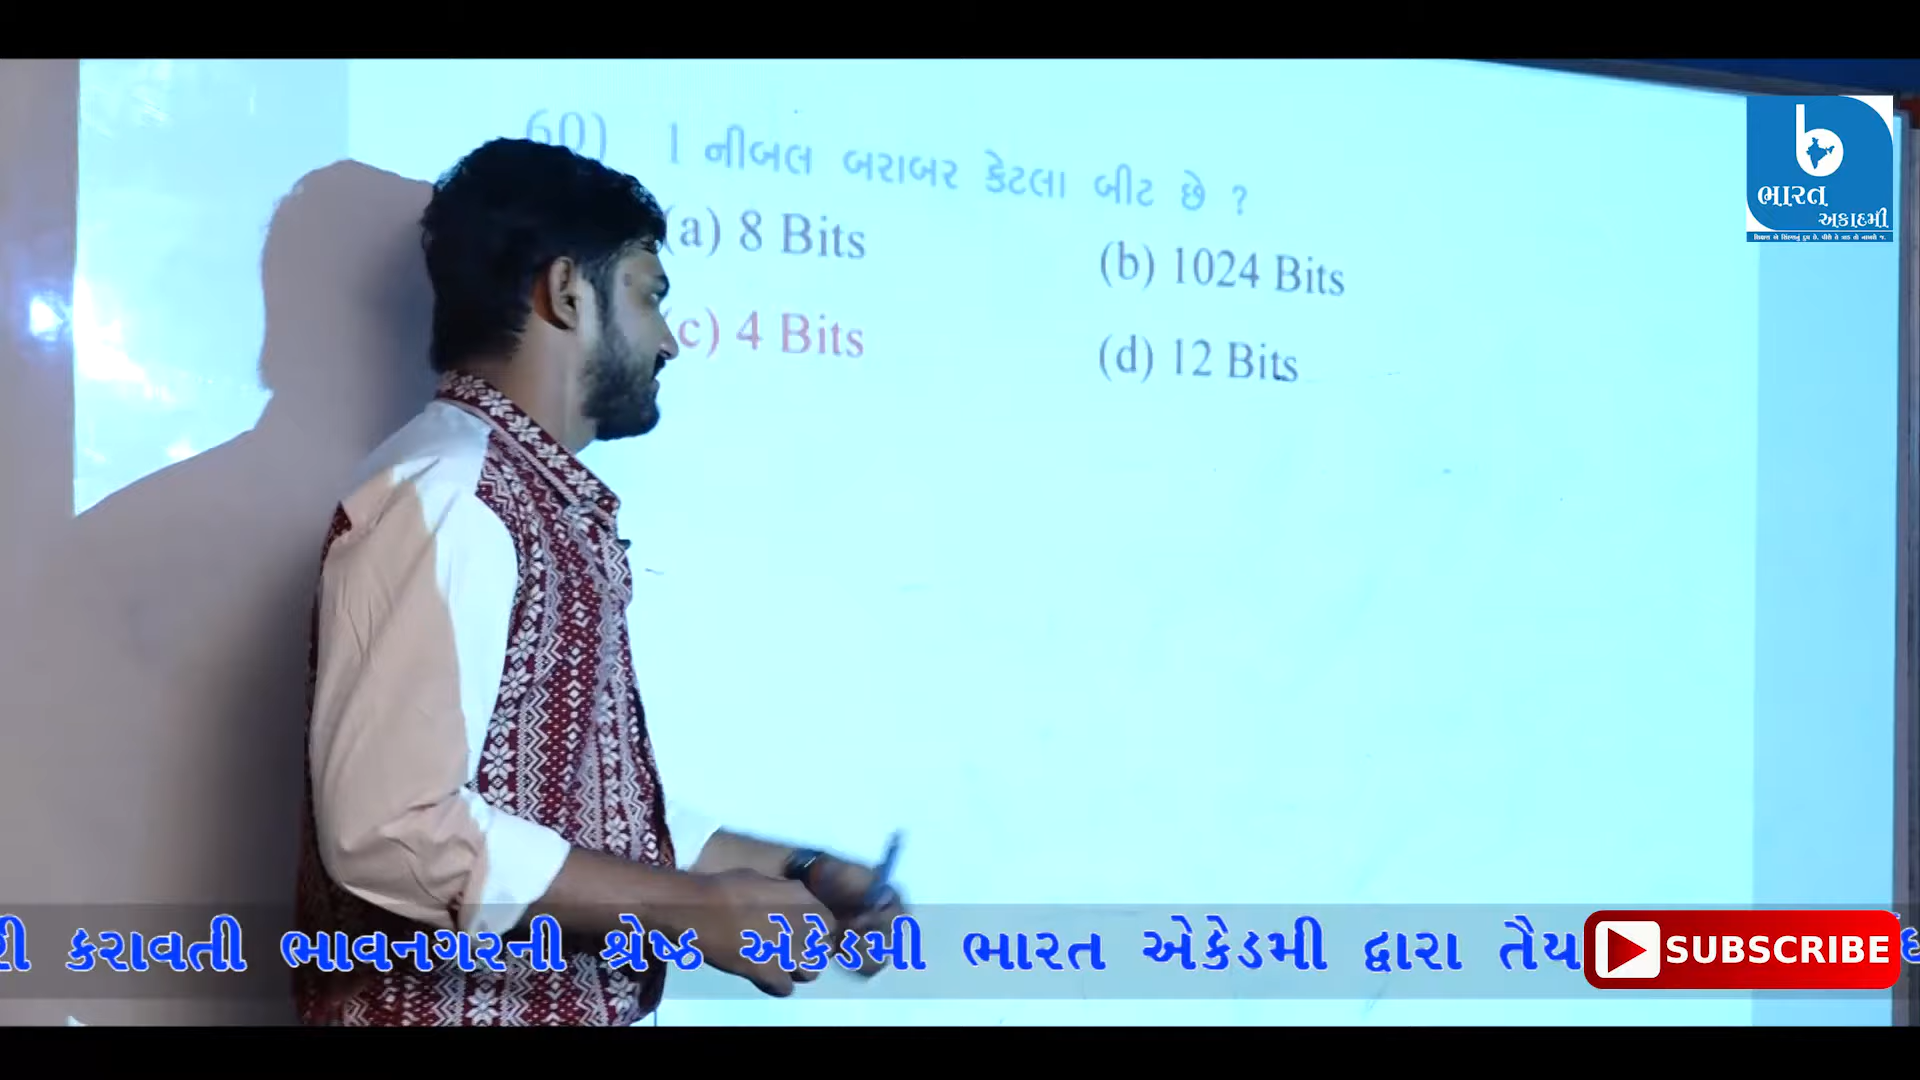 60) 1 નીબલ બરાબર કેટલા બીટ છે ?
(a) 8 Bits (b) 1024 Bits
(c) 4 Bits (d) 12 Bits
ભારત
અકાદમી
કરાવતી ભાવનગરની શ્રેષ્ઠ એકેડમી ભારત એકેડમી દ્વારા તૈય
SUBSCRIBE